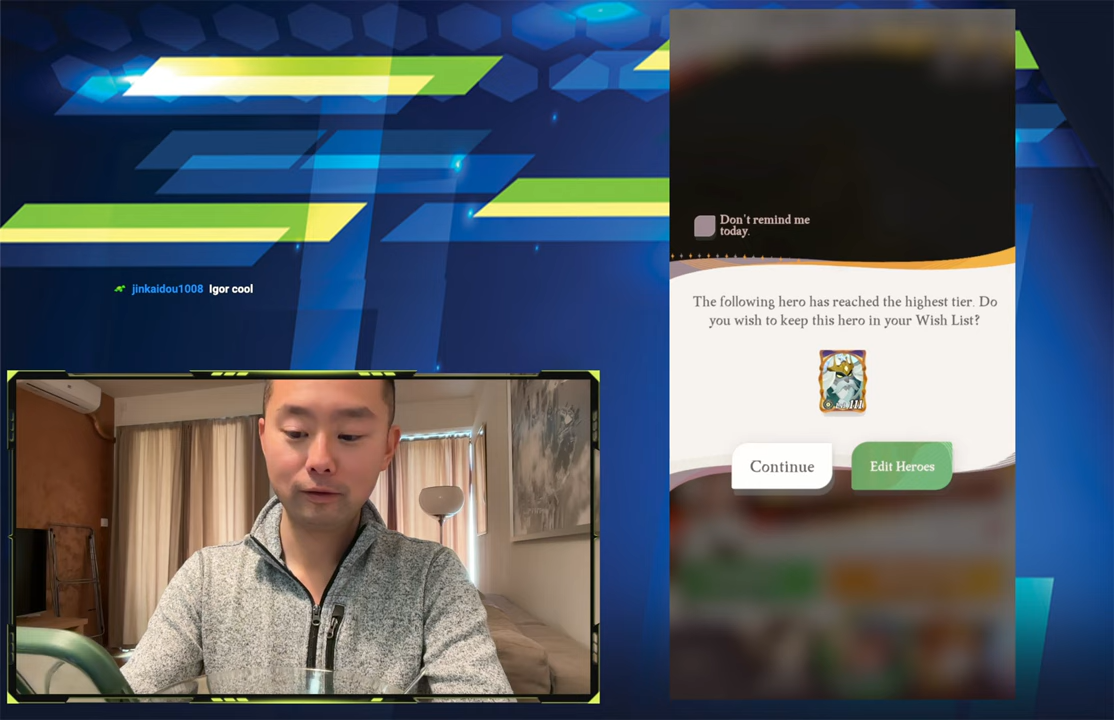 Don't remind me
today.
jinkaidou1008 Igor cool
The following hero has reached the highest tier. Do
you wish to keep this hero in your Wish List?
III
Continue
Edit Heroes